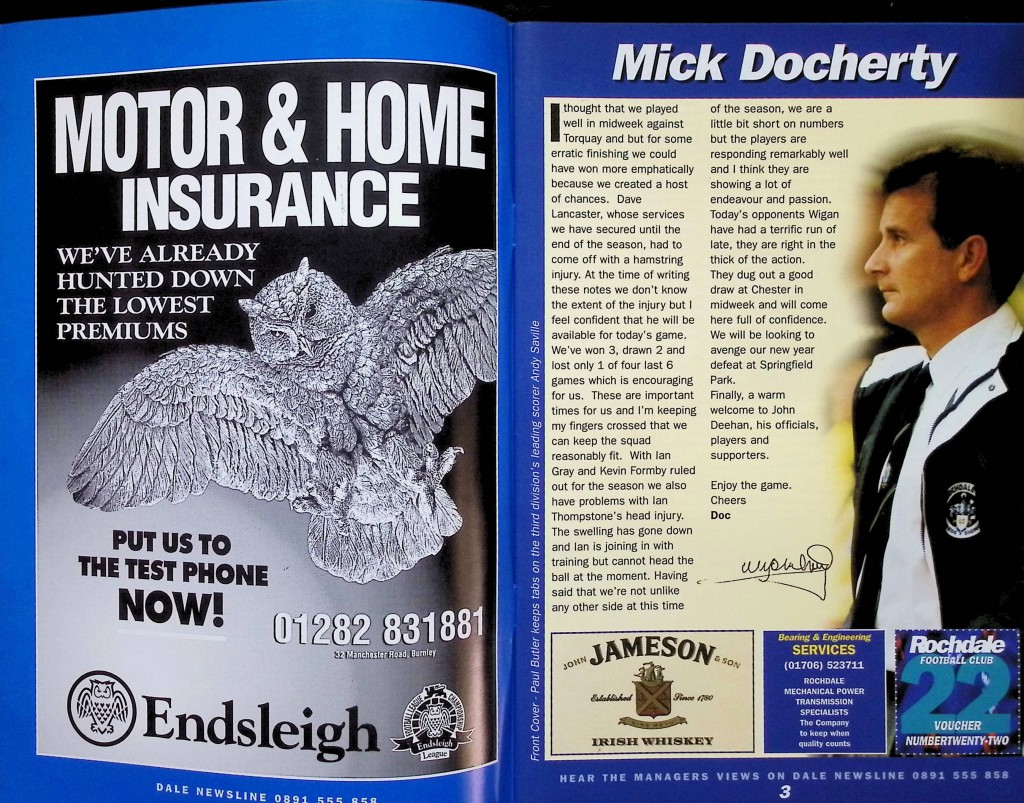 MOTOR & HOME
INSURANCE
WE'VE ALREADY
HUNTED DOWN
THE LOWEST
PREMIUMS
PUT US TO
THE TEST PHONE
NOW!
01282 831881
32 Manchester Road, Burnley
Endsleigh
Endsleigh
League
DALE NEWSLINE 0891 555 858
Front Cover - Paul Butler keeps tabs on the third division's leading scorer Andy Saville
Mick Docherty
I thought that we played
well in midweek against
Torquay and but for some
erratic finishing we could
have won more emphatically
because we created a host
of chances. Dave
Lancaster, whose services
we have secured until the
end of the season, had to
come off with a hamstring
injury. At the time of writing
these notes we don't know
the extent of the injury but I
feel confident that he will be
available for today's game.
We've won 3, drawn 2 and
lost only 1 of four last 6
games which is encouraging
for us. These are important
times for us and I'm keeping
my fingers crossed that we
can keep the squad
reasonably fit. With Ian
Gray and Kevin Formby ruled
out for the season we also
have problems with Ian
Thompstone's head injury.
The swelling has gone down
and Ian is joining in with
training but cannot head the
ball at the moment. Having
said that we're not unlike
any other side at this time
of the season, we are a
little bit short on numbers
but the players are
responding remarkably well
and I think they are
showing a lot of
endeavour and passion.
Today's opponents Wigan
have had a terrific run of
late, they are right in the
thick of the action.
They dug out a good
draw at Chester in
midweek and will come
here full of confidence.
We will be looking to
avenge our new year
defeat at Springfield
Park.
Finally, a warm
welcome to John
Deehan, his officials,
players and
supporters.
Enjoy the game.
Cheers
Doc
JOHN JAMESON & SON
Established Since 1780
IRISH WHISKEY
Bearing & Engineering
SERVICES
(01706) 523711
ROCHDALE
MECHANICAL POWER
TRANSMISSION
SPECIALISTS
The Company
to keep when
quality counts
Rochdale
FOOTBALL CLUB
22
VOUCHER
NUMBERTWENTY-TWO
HEAR THE MANAGERS VIEWS ON DALE NEWSLINE 0891 555 858
3